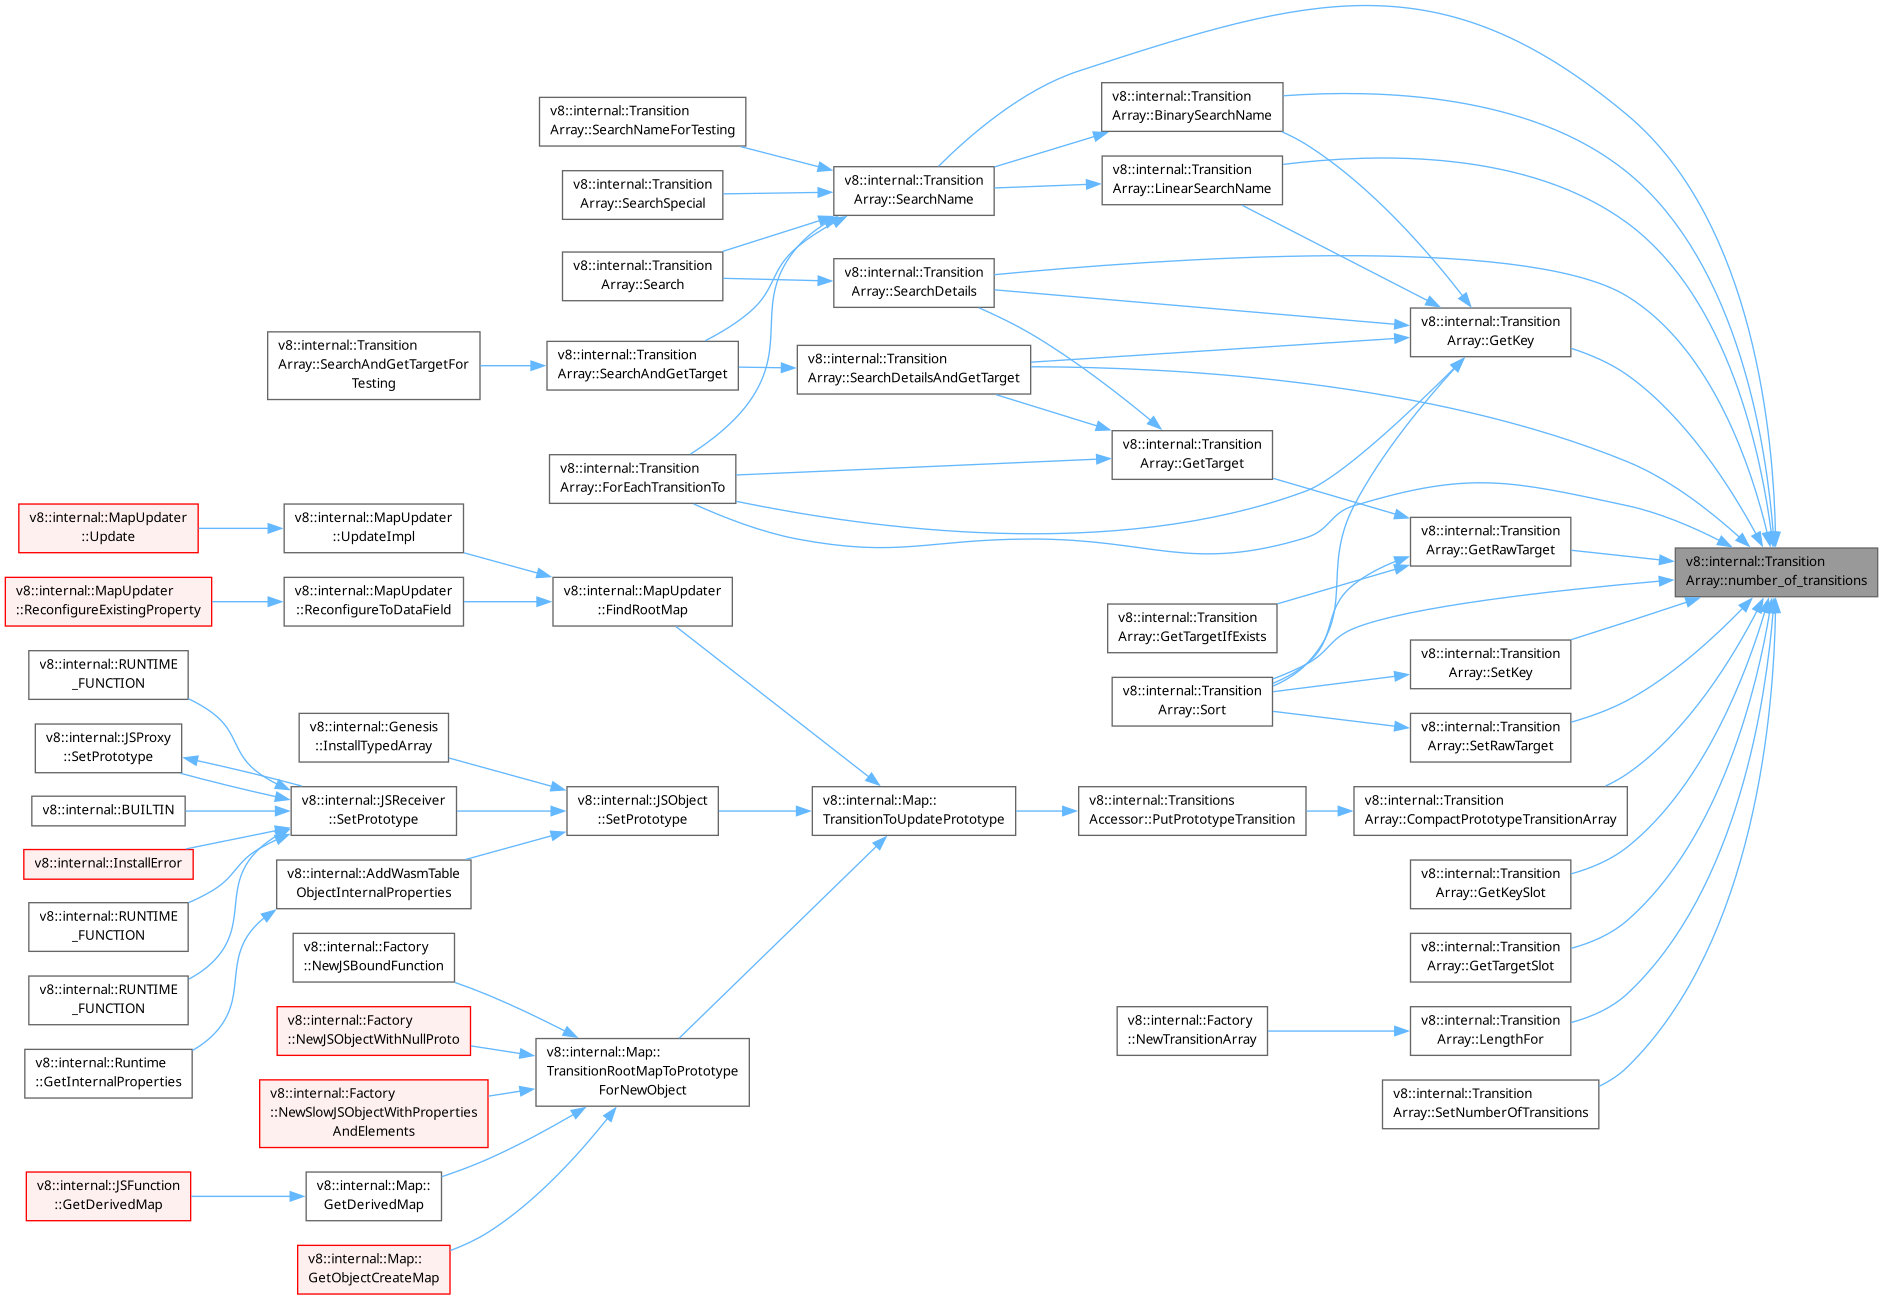 v8::internal::Transition
Array::number_of_transitions
v8::internal::Transition
Array::BinarySearchName
v8::internal::Transition
Array::SearchName
v8::internal::Transition
Array::ForEachTransitionTo
v8::internal::Transition
Array::Search
v8::internal::Transition
Array::SearchAndGetTarget
v8::internal::Transition
Array::SearchAndGetTargetFor
Testing
v8::internal::Transition
Array::SearchNameForTesting
v8::internal::Transition
Array::SearchSpecial
v8::internal::Transition
Array::LinearSearchName
v8::internal::Transition
Array::SearchDetails
v8::internal::Transition
Array::SearchDetailsAndGetTarget
v8::internal::Transition
Array::GetKey
v8::internal::Transition
Array::GetTarget
v8::internal::Transition
Array::GetRawTarget
v8::internal::Transition
Array::GetTargetIfExists
v8::internal::Transition
Array::Sort
v8::internal::Transition
Array::SetKey
v8::internal::Transition
Array::SetRawTarget
v8::internal::Transition
Array::CompactPrototypeTransitionArray
v8::internal::Transitions
Accessor::PutPrototypeTransition
v8::internal::Map::
TransitionToUpdatePrototype
v8::internal::MapUpdater
::FindRootMap
v8::internal::MapUpdater
::UpdateImpl
v8::internal::MapUpdater
::Update
v8::internal::MapUpdater
::ReconfigureToDataField
v8::internal::MapUpdater
::ReconfigureExistingProperty
v8::internal::JSObject
::SetPrototype
v8::internal::Genesis
::InstallTypedArray
v8::internal::JSReceiver
::SetPrototype
v8::internal::RUNTIME
_FUNCTION
v8::internal::JSProxy
::SetPrototype
v8::internal::BUILTIN
v8::internal::InstallError
v8::internal::RUNTIME
_FUNCTION
v8::internal::RUNTIME
_FUNCTION
v8::internal::AddWasmTable
ObjectInternalProperties
v8::internal::Runtime
::GetInternalProperties
v8::internal::Map::
TransitionRootMapToPrototype
ForNewObject
v8::internal::Factory
::NewJSBoundFunction
v8::internal::Factory
::NewJSObjectWithNullProto
v8::internal::Factory
::NewSlowJSObjectWithProperties
AndElements
v8::internal::Map::
GetDerivedMap
v8::internal::JSFunction
::GetDerivedMap
v8::internal::Map::
GetObjectCreateMap
v8::internal::Transition
Array::GetKeySlot
v8::internal::Transition
Array::GetTargetSlot
v8::internal::Transition
Array::LengthFor
v8::internal::Factory
::NewTransitionArray
v8::internal::Transition
Array::SetNumberOfTransitions